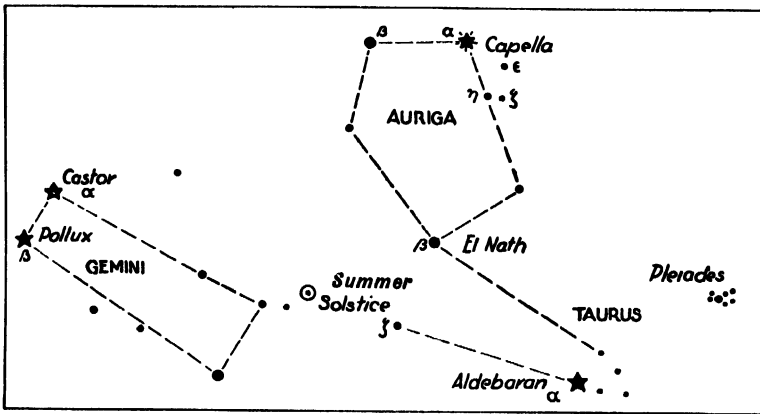 β α Capella
ε
η ζ
AURIGA
Castor
α
Pollux
β
GEMINI
β El Nath
Summer
Solstice
Pleiades
TAURUS
ζ
Aldebaran
α